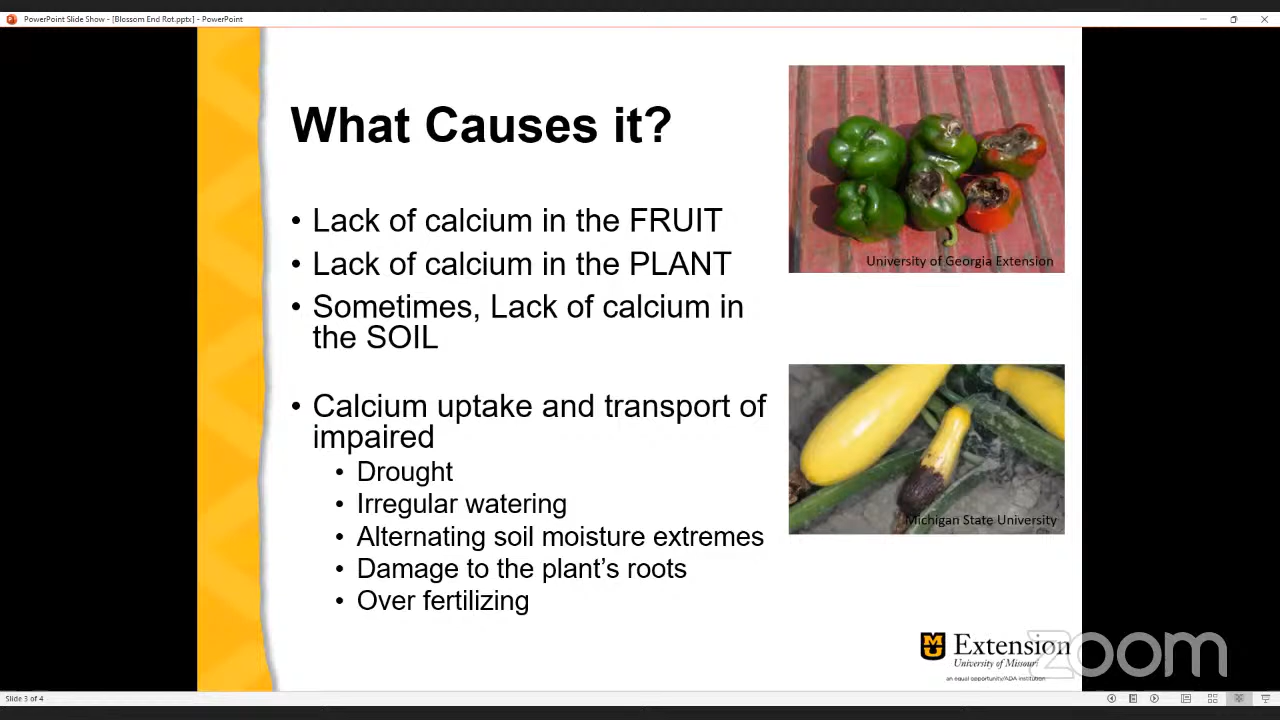 PowerPoint Slide Show - [Blossom End Rot.pptx] - PowerPoint
What Causes it?
• Lack of calcium in the FRUIT
• Lack of calcium in the PLANT
• Sometimes, Lack of calcium in
the SOIL
• Calcium uptake and transport of
impaired
• Drought
• Irregular watering
• Alternating soil moisture extremes
• Damage to the plant’s roots
• Over fertilizing
University of Georgia Extension
Michigan State University
MU Extension
University of Missouri
an equal opportunity/ADA institution
zoom
Slide 3 of 4